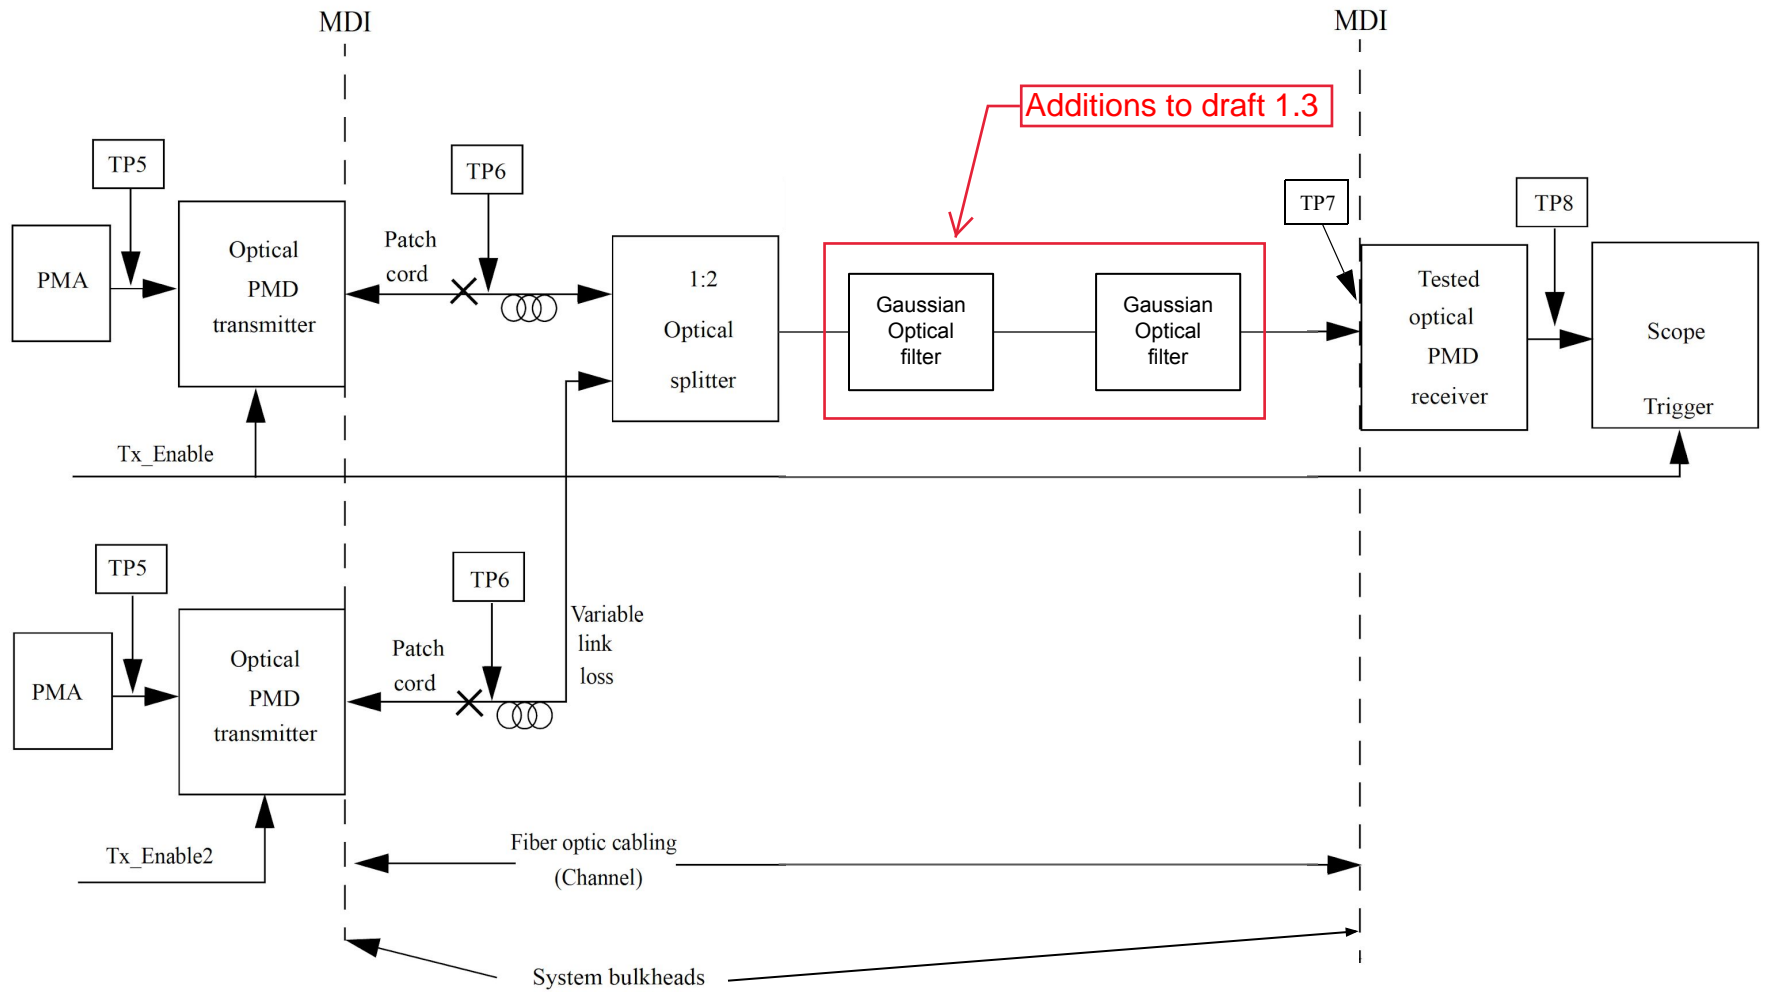 MDI
MDI
Additions to draft 1.3
TP5
TP6
TP7
TP8
PMA
Optical
PMD
transmitter
Patch
cord
1:2
Optical
splitter
Gaussian
Optical
filter
Gaussian
Optical
filter
Tested
optical
PMD
receiver
Scope
Trigger
Tx_Enable
TP5
TP6
PMA
Optical
PMD
transmitter
Patch
cord
Variable
link
loss
Tx_Enable2
Fiber optic cabling
(Channel)
System bulkheads